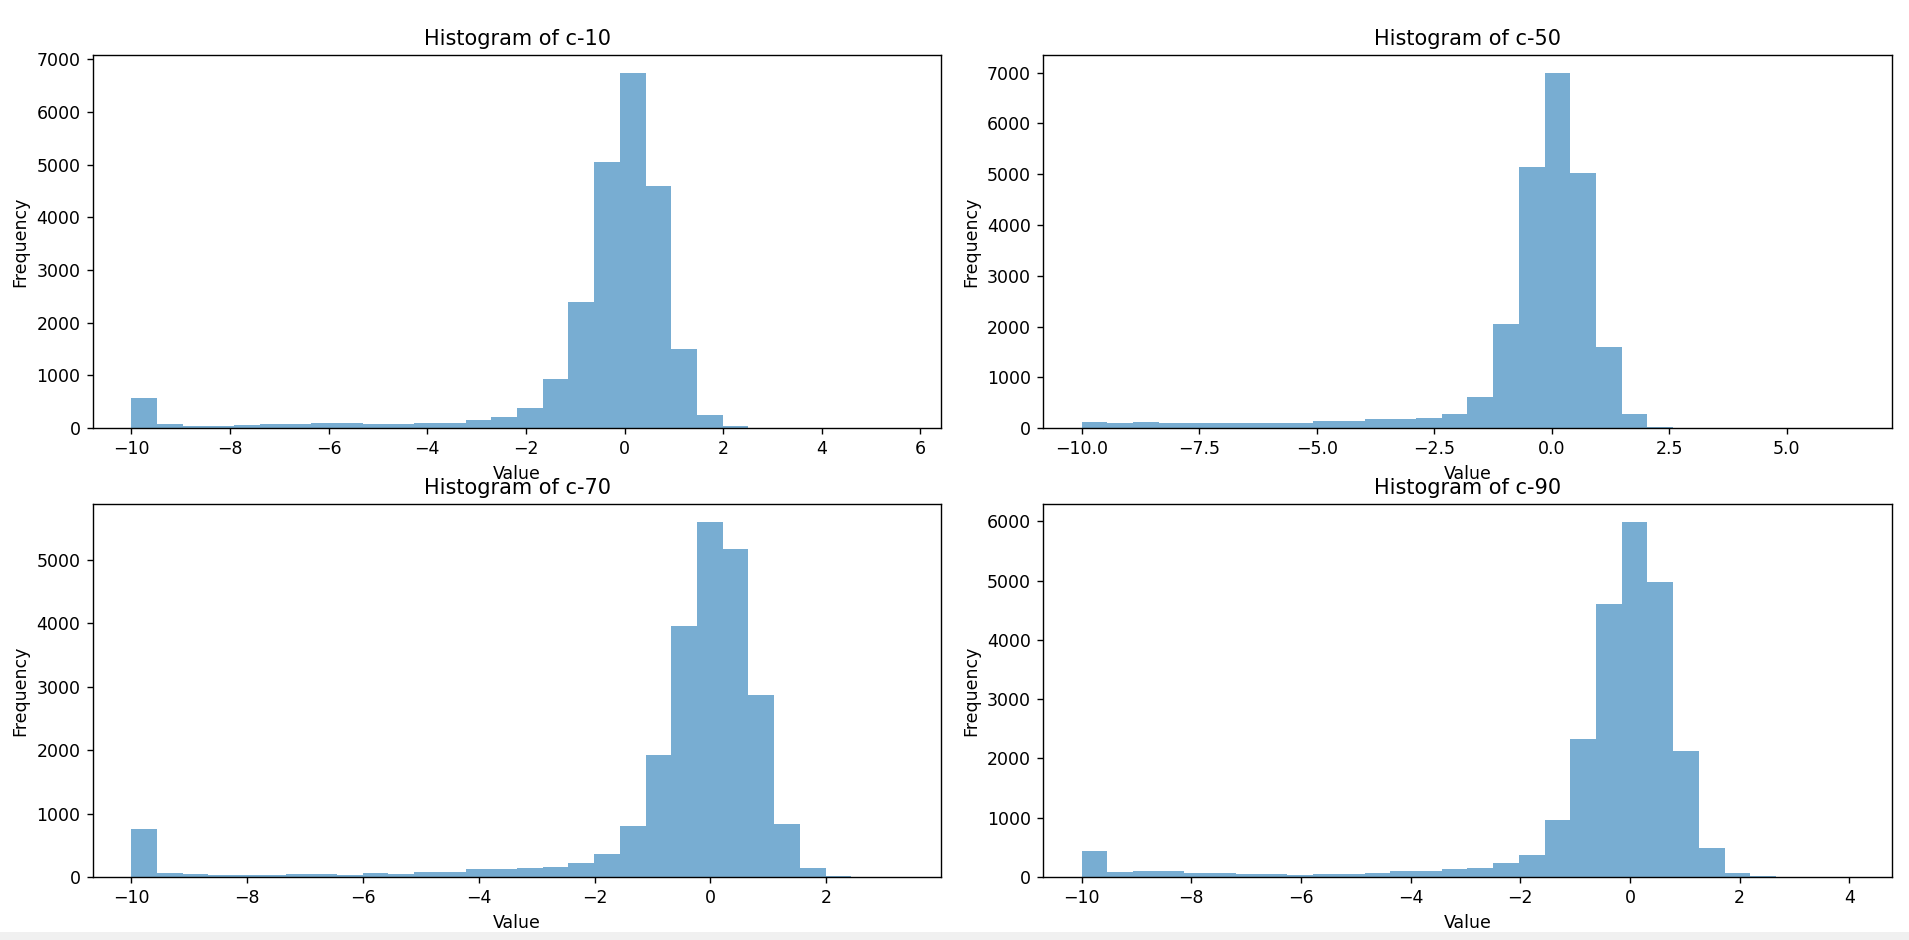 Histogram of c-10
7000
6000
5000
4000
3000
2000
1000
0
Frequency
−10 −8 −6 −4 −2 0 2 4 6
Value
Histogram of c-50
7000
6000
5000
4000
3000
2000
1000
0
Frequency
−10.0 −7.5 −5.0 −2.5 0.0 2.5 5.0
Value
Histogram of c-70
5000
4000
3000
2000
1000
0
Frequency
−10 −8 −6 −4 −2 0 2
Value
Histogram of c-90
6000
5000
4000
3000
2000
1000
0
Frequency
−10 −8 −6 −4 −2 0 2 4
Value